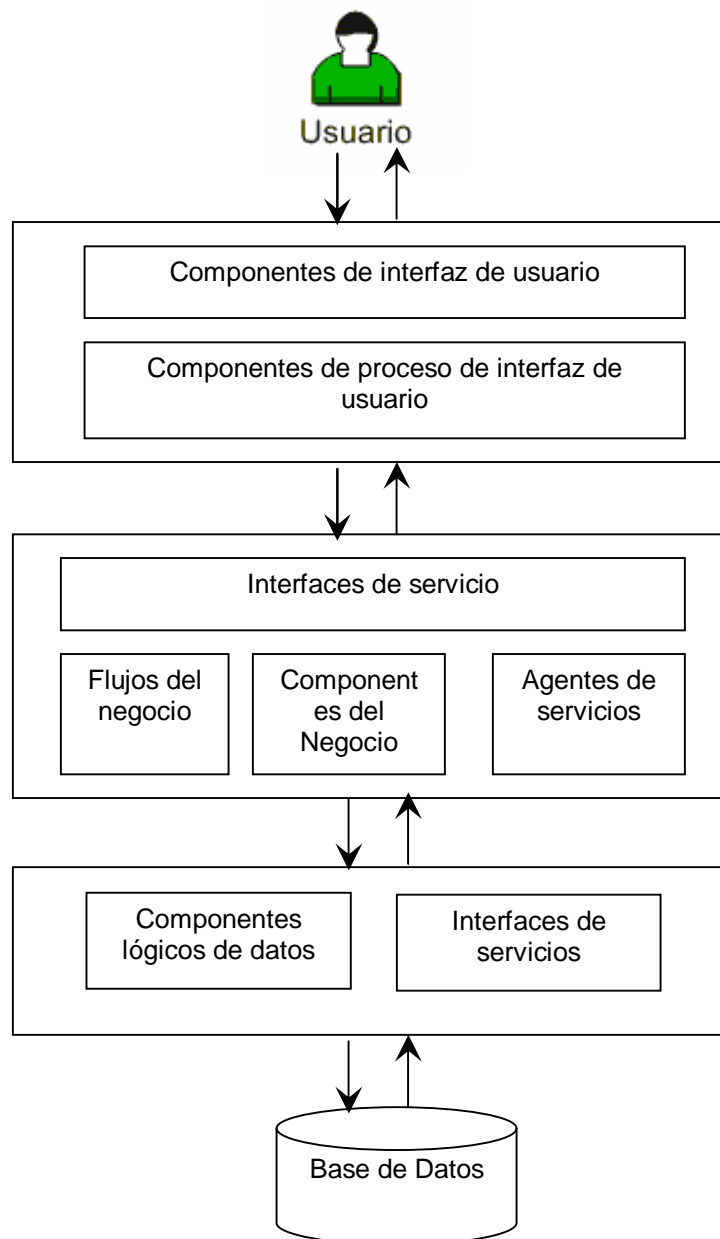 Usuario
Componentes de interfaz de usuario
Componentes de proceso de interfaz de
usuario
Interfaces de servicio
Flujos del
negocio
Component
es del
Negocio
Agentes de
servicios
Componentes
lógicos de datos
Interfaces de
servicios
Base de Datos